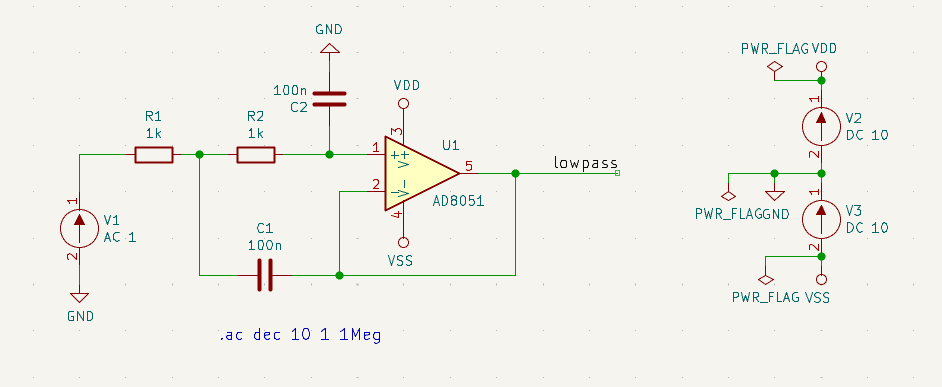 GND
100n
C2
R1
1k
R2
1k
VDD
3
1
+
V+
U1
5
2
-
V-
4
AD8051
lowpass
VSS
1
V1
AC 1
2
GND
C1
100n
.ac dec 10 1 1Meg
PWR_FLAG
VDD
1
V2
DC 10
2
PWR_FLAG
GND
1
V3
DC 10
2
PWR_FLAG
VSS